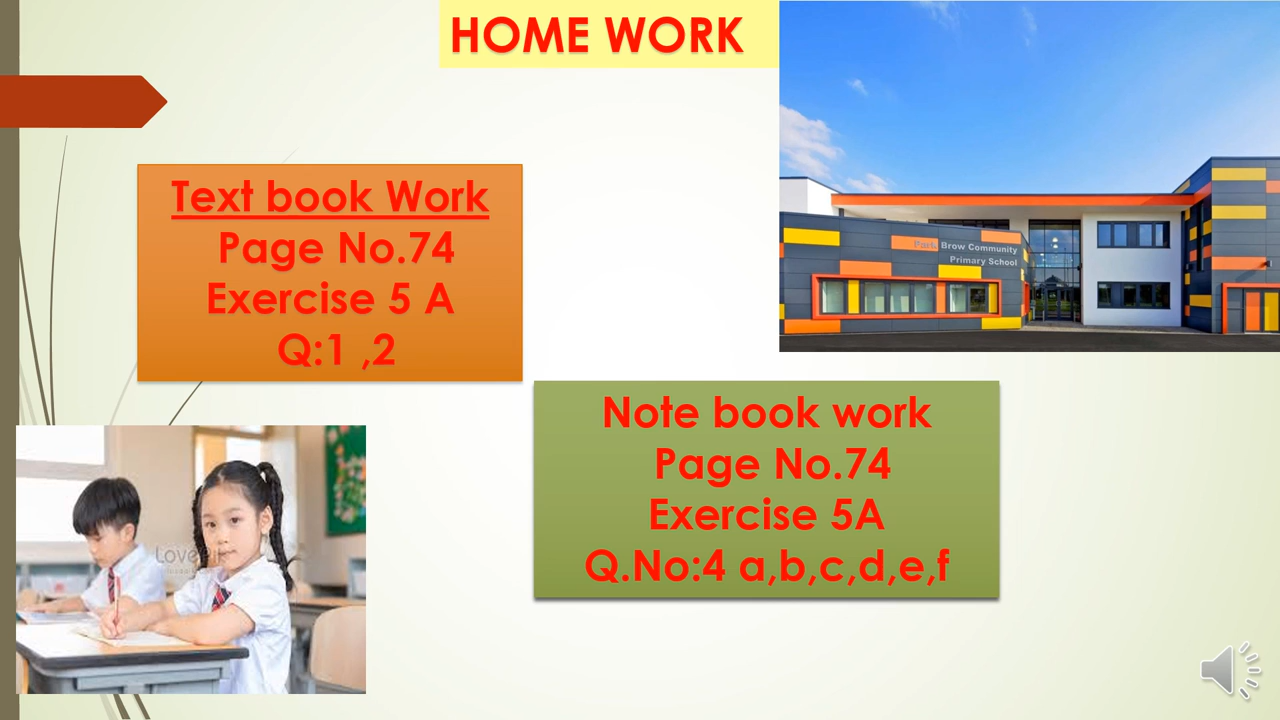 HOME WORK
Text book Work
Page No.74
Exercise 5 A
Q:1 ,2
Park Brow Community
Primary School
Note book work
Page No.74
Exercise 5A
Q.No:4 a,b,c,d,e,f